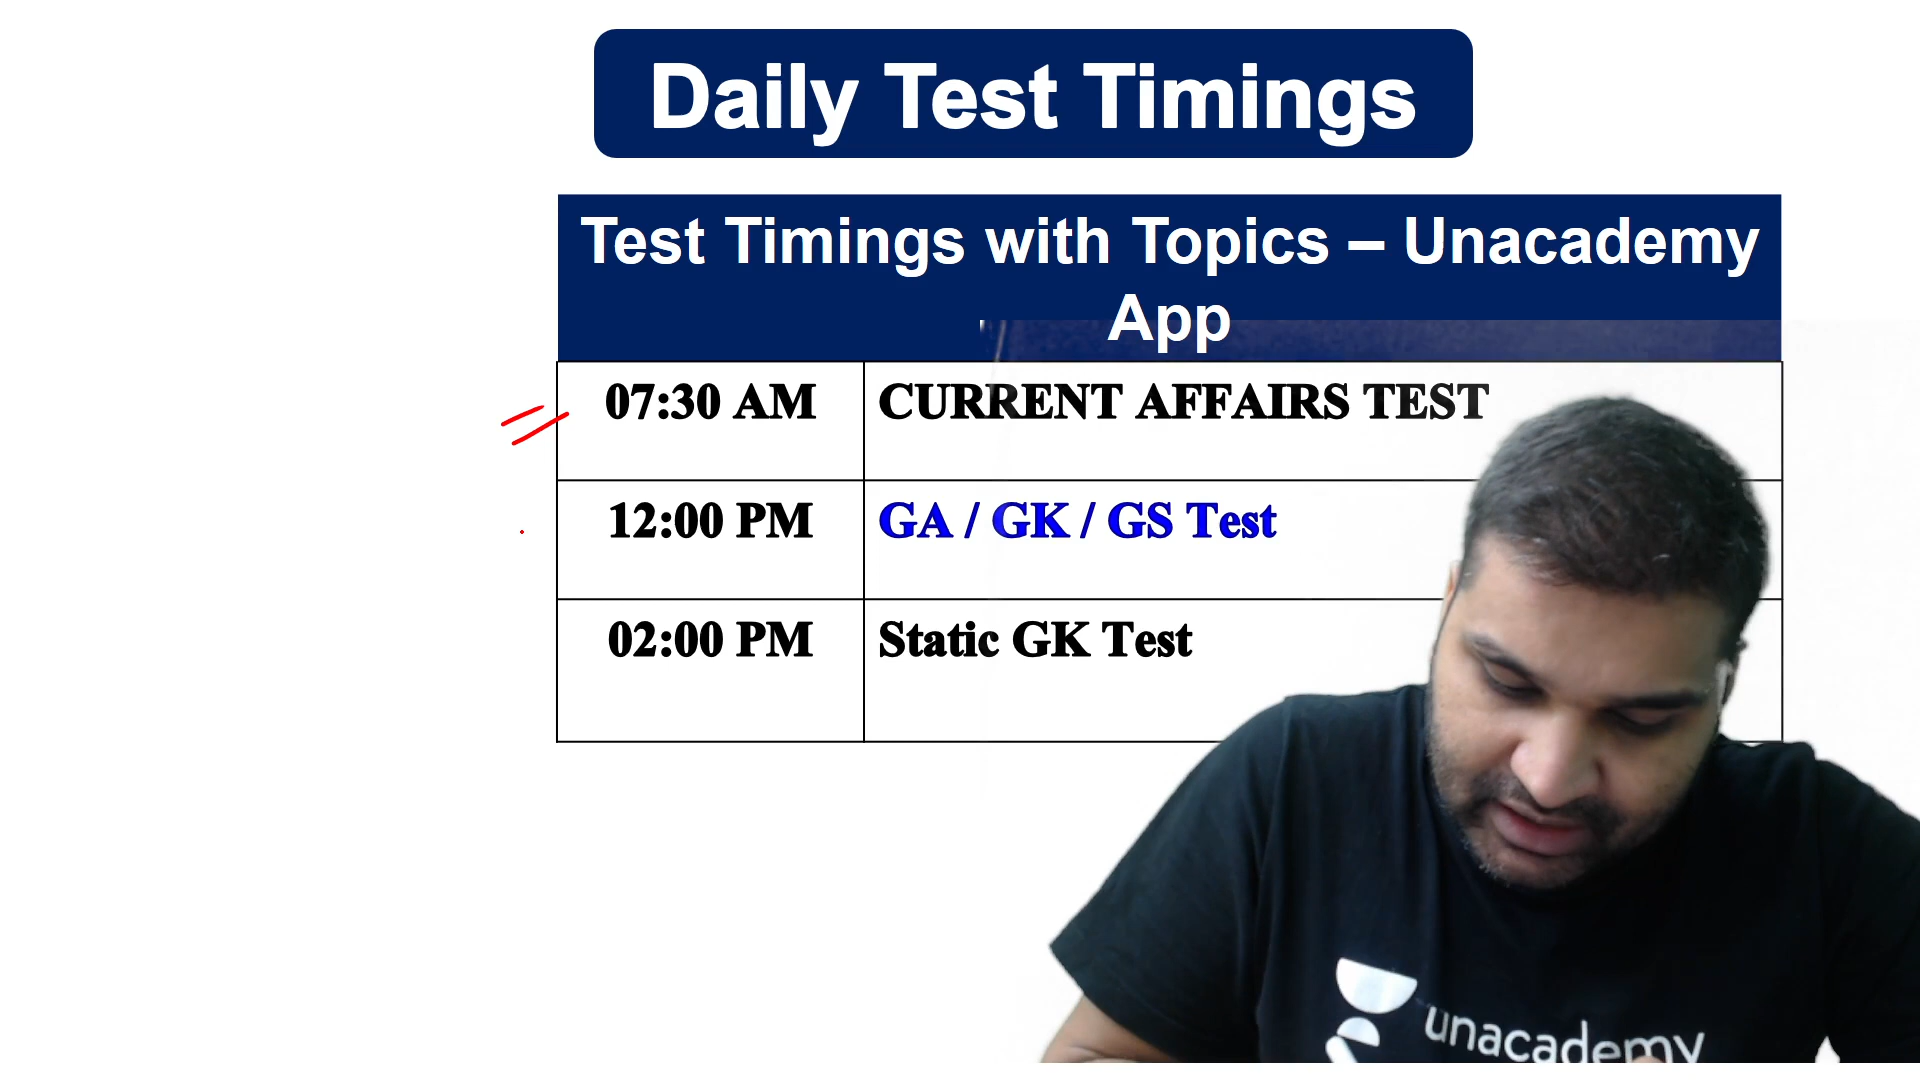 Daily Test Timings
Test Timings with Topics – Unacademy
App
07:30 AM CURRENT AFFAIRS TEST
12:00 PM GA / GK / GS Test
02:00 PM Static GK Test
unacademy